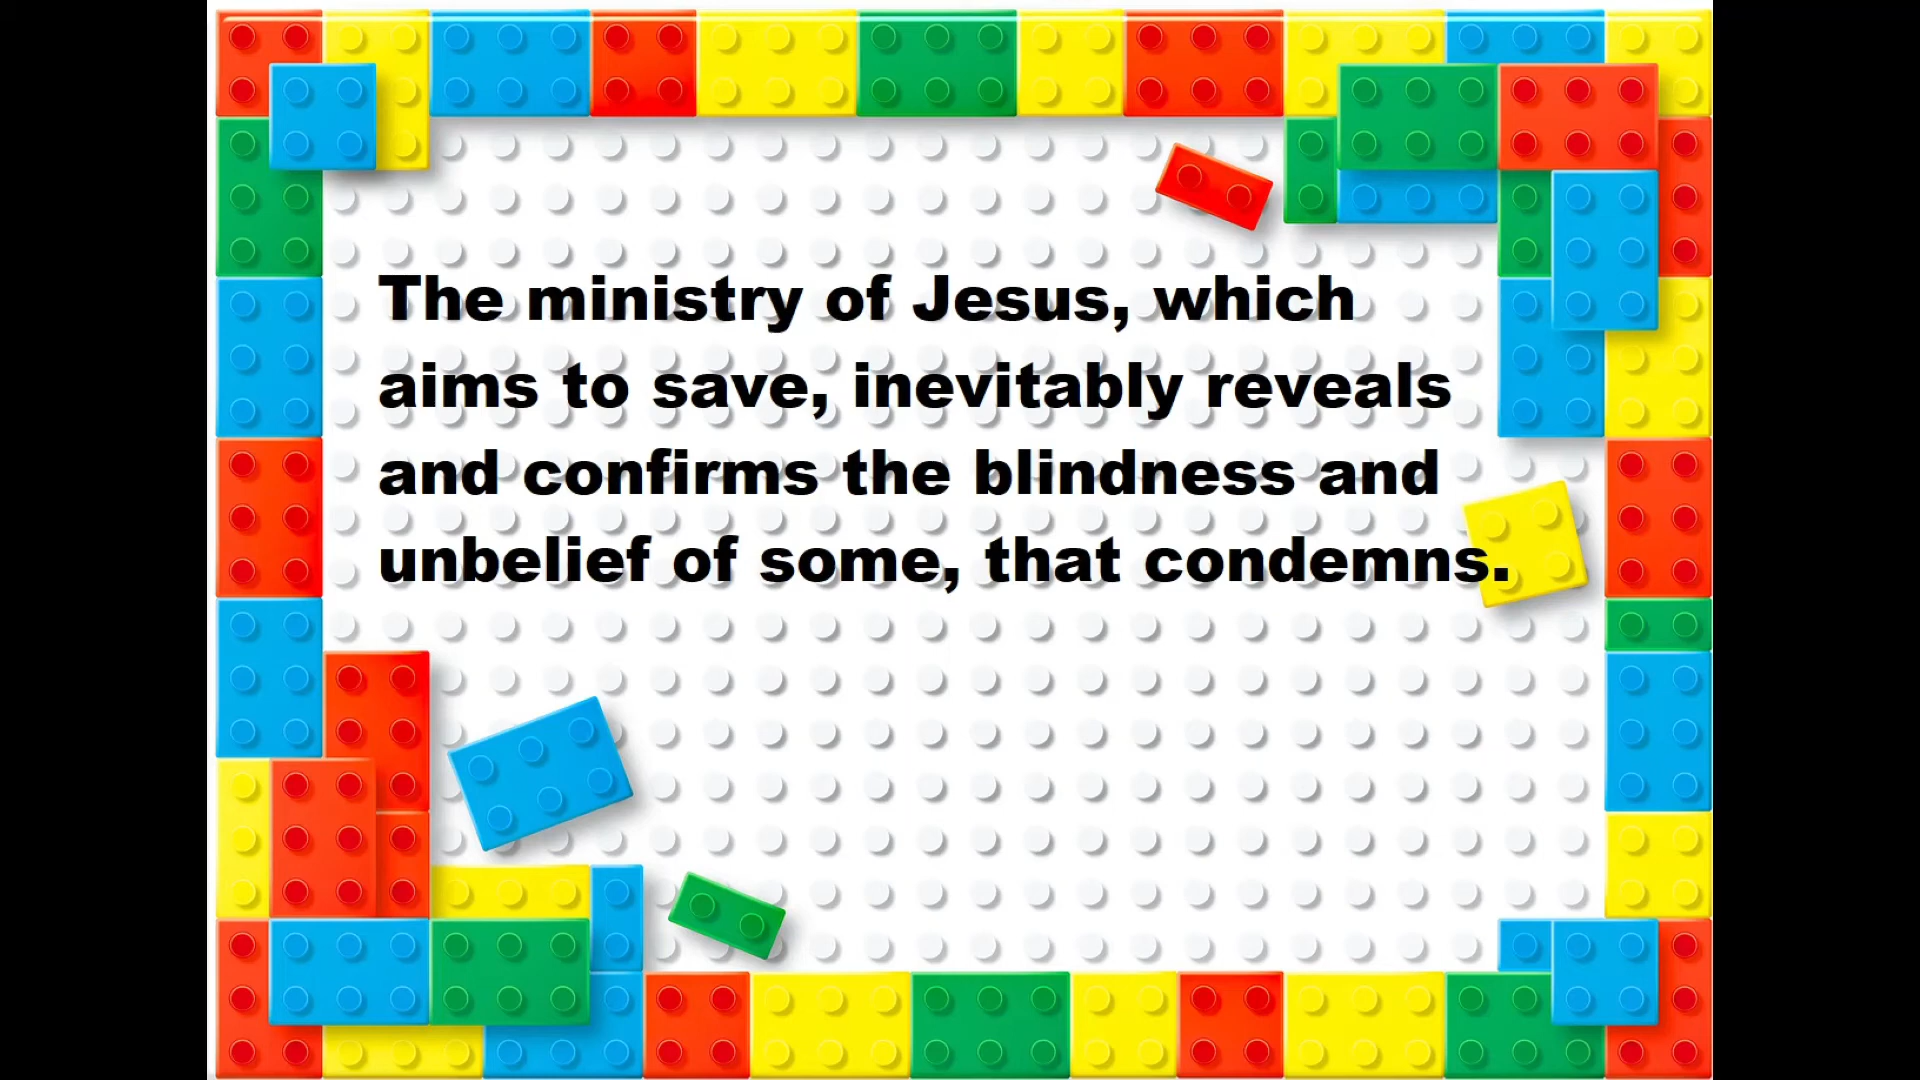 The ministry of Jesus, which
aims to save, inevitably reveals
and confirms the blindness and
unbelief of some, that condemns.